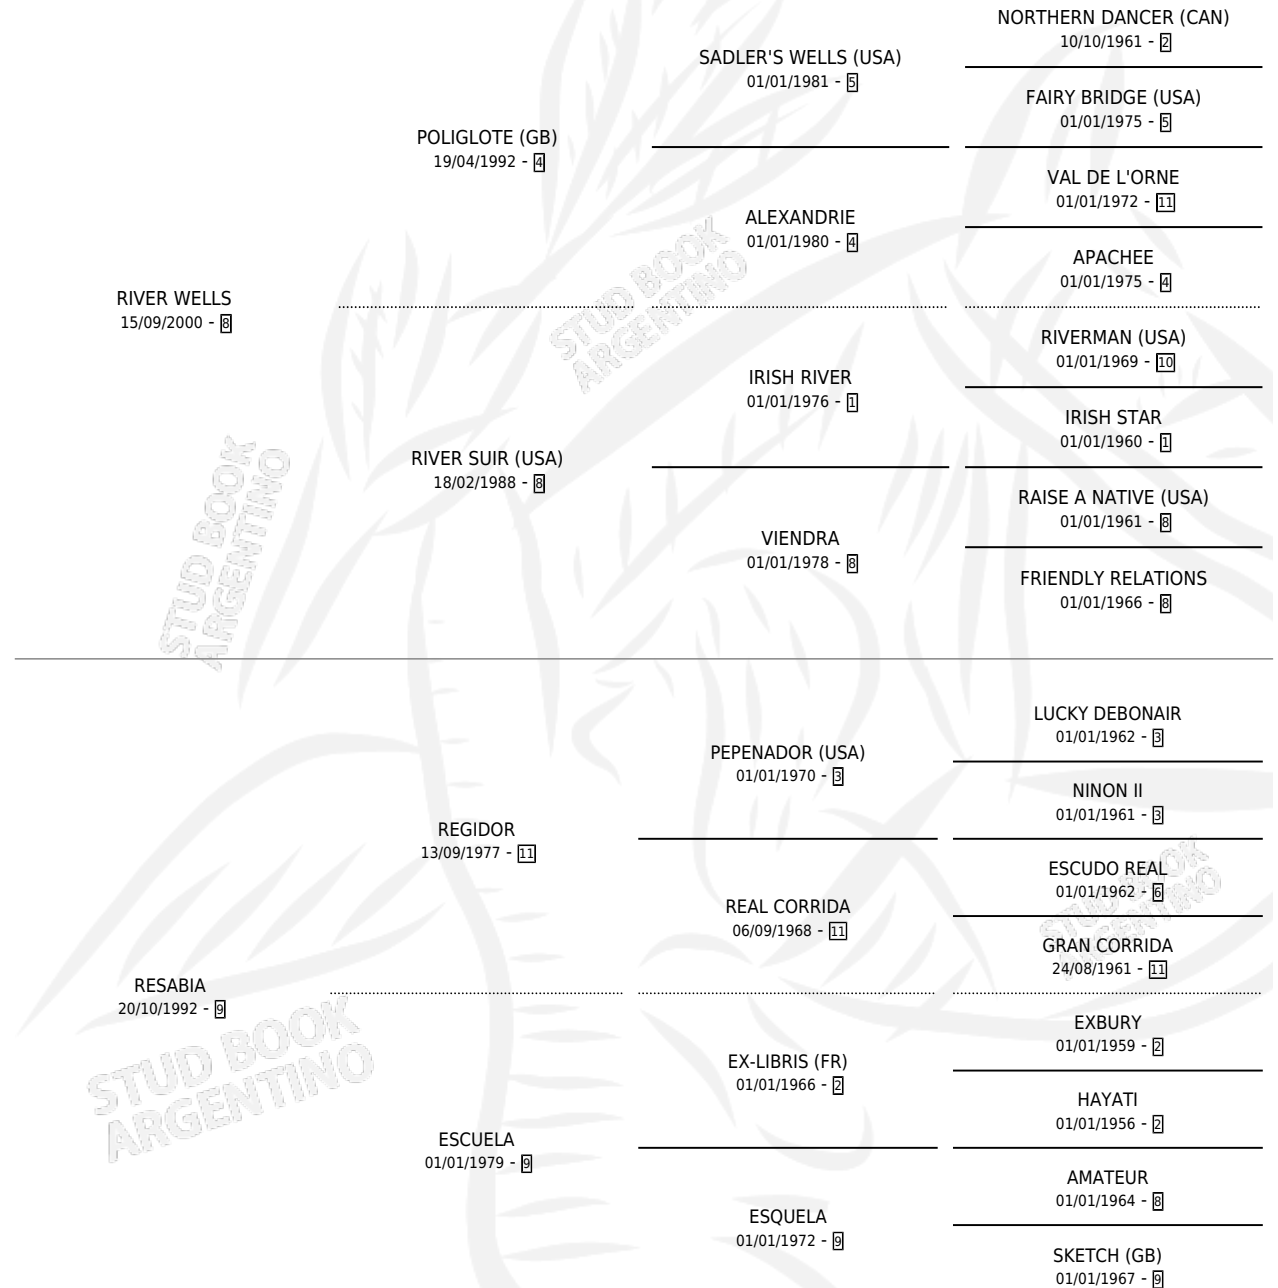 NORTHERN DANCER (CAN)
10/10/1961 - 2
SADLER'S WELLS (USA)
01/01/1981 - 5
FAIRY BRIDGE (USA)
01/01/1975 - 5
POLIGLOTE (GB)
19/04/1992 - 4
VAL DE L'ORNE
01/01/1972 - 11
ALEXANDRIE
01/01/1980 - 4
APACHEE
01/01/1975 - 4
RIVER WELLS
15/09/2000 - 8
RIVERMAN (USA)
01/01/1969 - 10
IRISH RIVER
01/01/1976 - 1
IRISH STAR
01/01/1960 - 1
RIVER SUIR (USA)
18/02/1988 - 8
RAISE A NATIVE (USA)
01/01/1961 - 8
VIENDRA
01/01/1978 - 8
FRIENDLY RELATIONS
01/01/1966 - 8
LUCKY DEBONAIR
01/01/1962 - 3
PEPENADOR (USA)
01/01/1970 - 3
NINON II
01/01/1961 - 3
REGIDOR
13/09/1977 - 11
ESCUDO REAL
01/01/1962 - 6
REAL CORRIDA
06/09/1968 - 11
GRAN CORRIDA
24/08/1961 - 11
RESABIA
20/10/1992 - 9
EXBURY
01/01/1959 - 2
EX-LIBRIS (FR)
01/01/1966 - 2
HAYATI
01/01/1956 - 2
ESCUELA
01/01/1979 - 9
AMATEUR
01/01/1964 - 8
ESQUELA
01/01/1972 - 9
SKETCH (GB)
01/01/1967 - 9
STUD BOOK
ARGENTINO
STUD BOOK
ARGENTINO
STUD BOOK
ARGENTINO
STUD BOOK
ARGENTINO